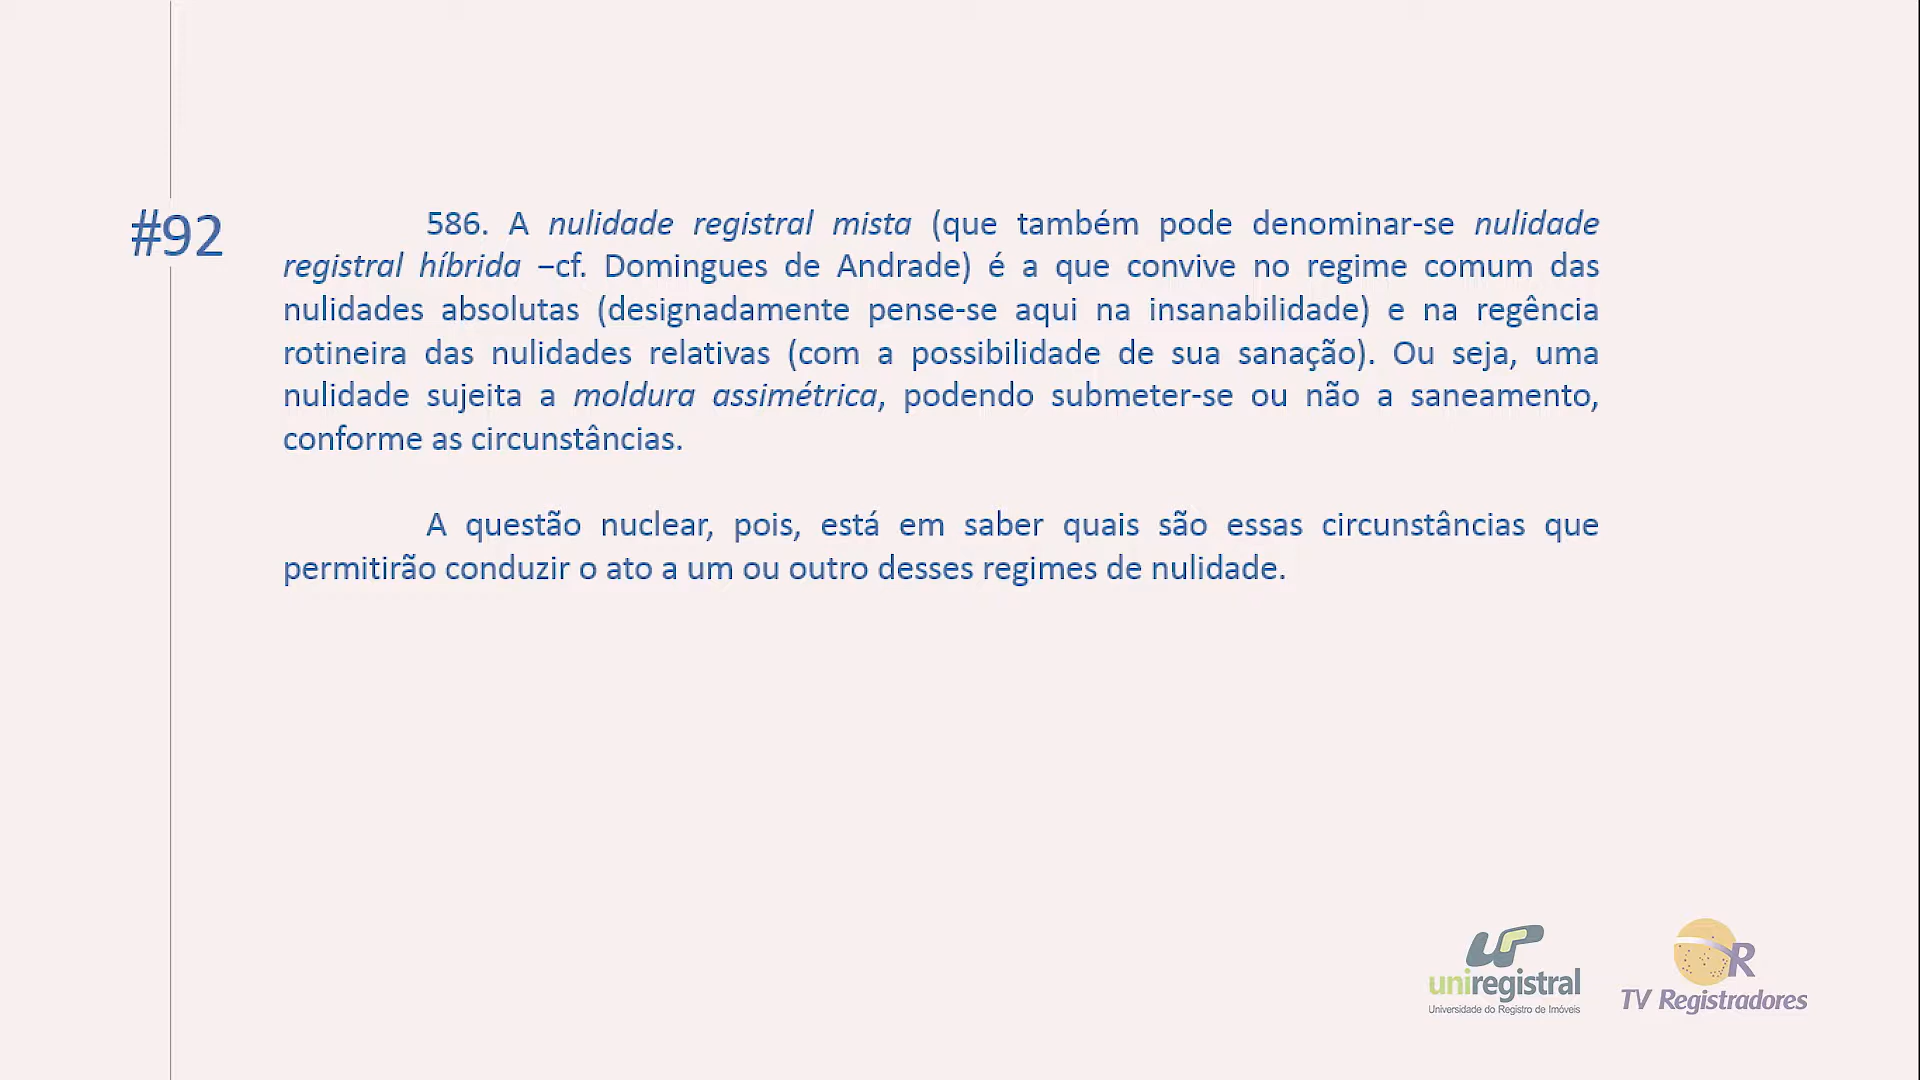 #92
586. A nulidade registral mista (que também pode denominar-se nulidade
registral híbrida –cf. Domingues de Andrade) é a que convive no regime comum das
nulidades absolutas (designadamente pense-se aqui na insanabilidade) e na regência
rotineira das nulidades relativas (com a possibilidade de sua sanação). Ou seja, uma
nulidade sujeita a moldura assimétrica, podendo submeter-se ou não a saneamento,
conforme as circunstâncias.
A questão nuclear, pois, está em saber quais são essas circunstâncias que
permitirão conduzir o ato a um ou outro desses regimes de nulidade.
uniregistral
Universidade do Registro de Imóveis
R
TV Registradores